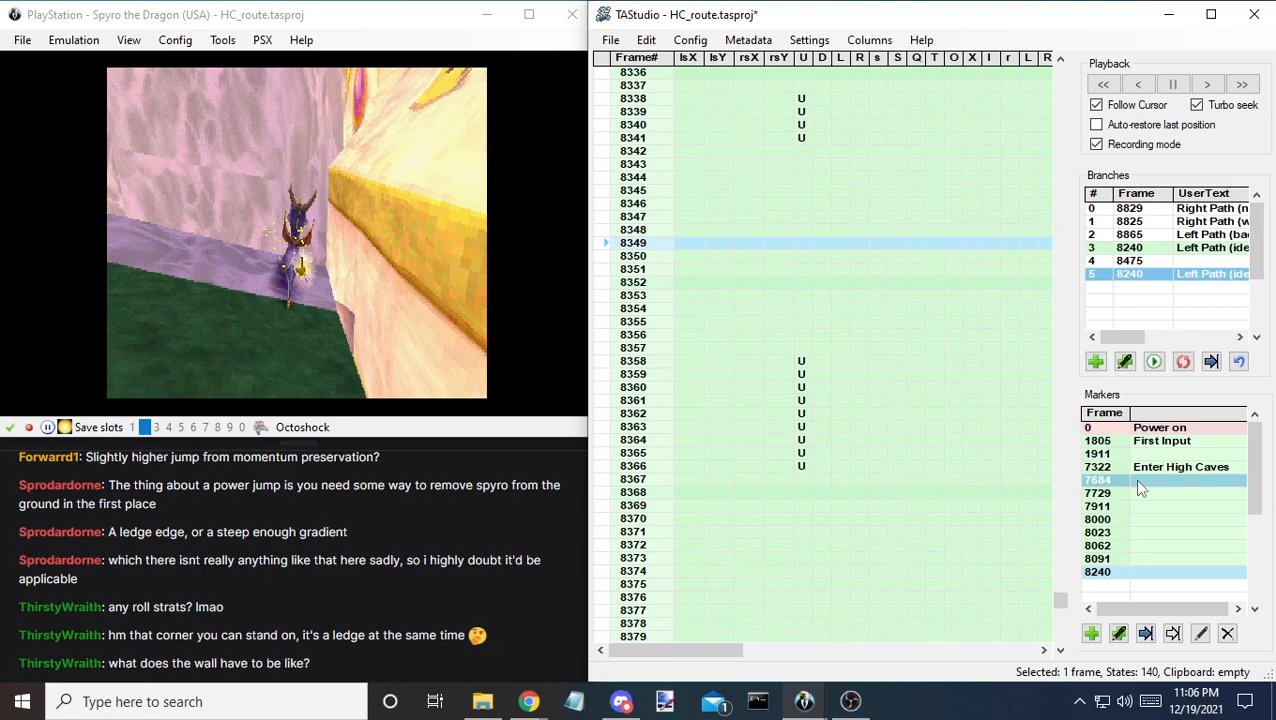 PlayStation - Spyro the Dragon (USA) - HC_route.tasproj
File Emulation View Config Tools PSX Help
Save slots 1 3 4 5 6 7 8 9 0 Octoshock
Forwarrd1: Slightly higher jump from momentum preservation?
Sprodardorne: The thing about a power jump is you need some way to remove spyro from the
ground in the first place
Sprodardorne: A ledge edge, or a steep enough gradient
Sprodardorne: which there isnt really anything like that here sadly, so i highly doubt it'd be
applicable
ThirstyWraith: any roll strats? lmao
ThirstyWraith: hm that corner you can stand on, it's a ledge at the same time 🤔
ThirstyWraith: what does the wall have to be like?
TAStudio - HC_route.tasproj*
File Edit Config Metadata Settings Columns Help
Frame# lsX lsY rsX rsY U D L R s S Q T O X l r L R
8336
8337
8338 U
8339 U
8340 U
8341 U
8342
8343
8344
8345
8346
8347
8348
8349
8350
8351
8352
8353
8354
8355
8356
8357
8358 U
8359 U
8360 U
8361 U
8362 U
8363 U
8364 U
8365 U
8366 U
8367
8368
8369
8370
8371
8372
8373
8374
8375
8376
8377
8378
8379
Playback
<< < || > >>
Follow Cursor Turbo seek
Auto-restore last position
Recording mode
Branches
# Frame UserText
0 8829 Right Path (n
1 8825 Right Path (w
2 8865 Left Path (ba
3 8240 Left Path (ide
4 8475
5 8240 Left Path (ide
Markers
Frame
0 Power on
1805 First Input
1911
7322 Enter High Caves
7684
7729
7911
8000
8023
8062
8091
8240
Selected: 1 frame, States: 140, Clipboard: empty
Type here to search
1
11:06 PM
12/19/2021